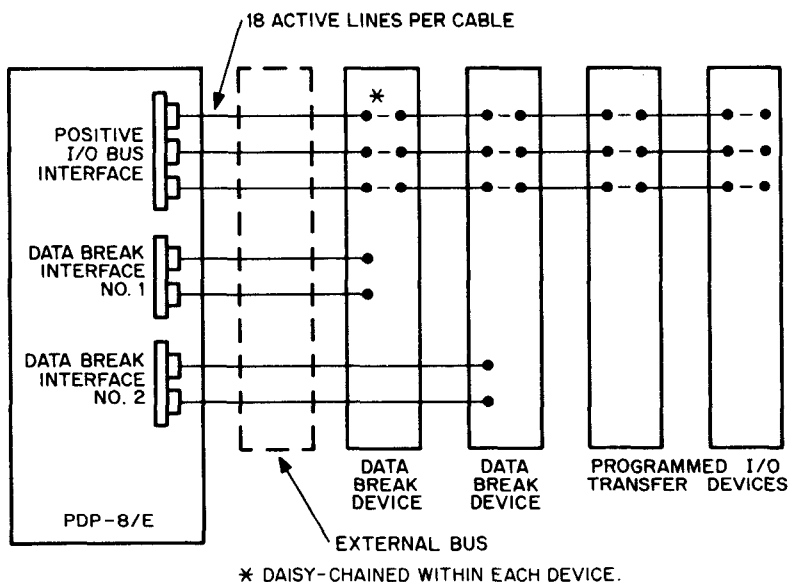 18 ACTIVE LINES PER CABLE
*
POSITIVE
I/O BUS
INTERFACE
DATA BREAK
INTERFACE
NO. 1
DATA BREAK
INTERFACE
NO. 2
PDP-8/E
DATA
BREAK
DEVICE
DATA
BREAK
DEVICE
PROGRAMMED I/O
TRANSFER DEVICES
EXTERNAL BUS
* DAISY-CHAINED WITHIN EACH DEVICE.